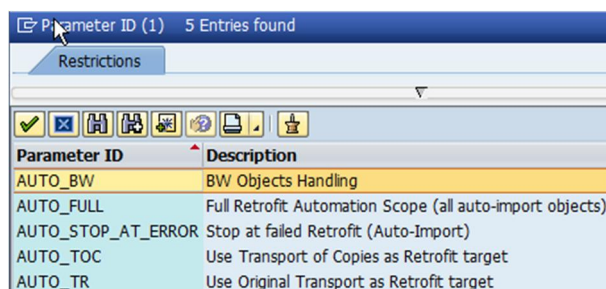 Parameter ID (1) 5 Entries found
Restrictions
Parameter ID Description
AUTO_BW BW Objects Handling
AUTO_FULL Full Retrofit Automation Scope (all auto-import objects)
AUTO_STOP_AT_ERROR Stop at failed Retrofit (Auto-Import)
AUTO_TOC Use Transport of Copies as Retrofit target
AUTO_TR Use Original Transport as Retrofit target